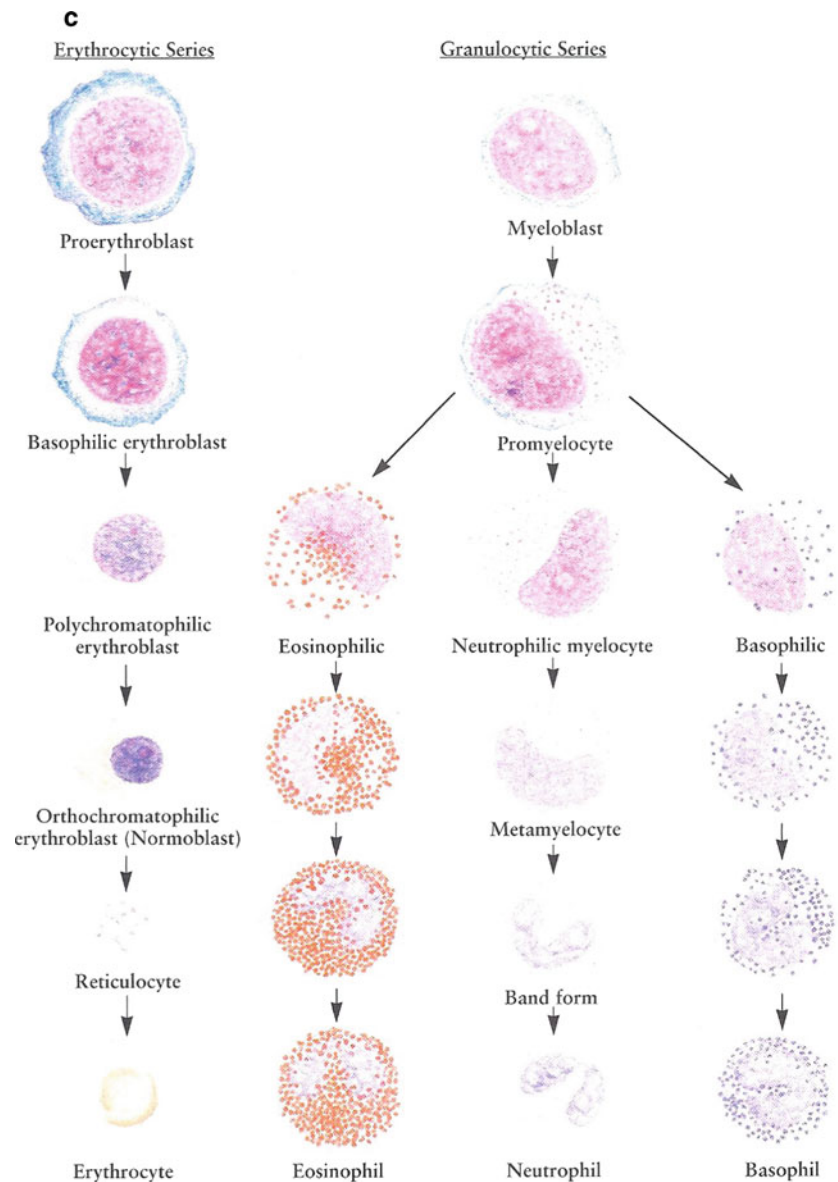 c
Erythrocytic Series
Granulocytic Series
Proerythroblast
Myeloblast
Basophilic erythroblast
Promyelocyte
Polychromatophilic
erythroblast
Eosinophilic
Neutrophilic myelocyte
Basophilic
Orthochromatophilic
erythroblast (Normoblast)
Metamyelocyte
Reticulocyte
Band form
Erythrocyte
Eosinophil
Neutrophil
Basophil